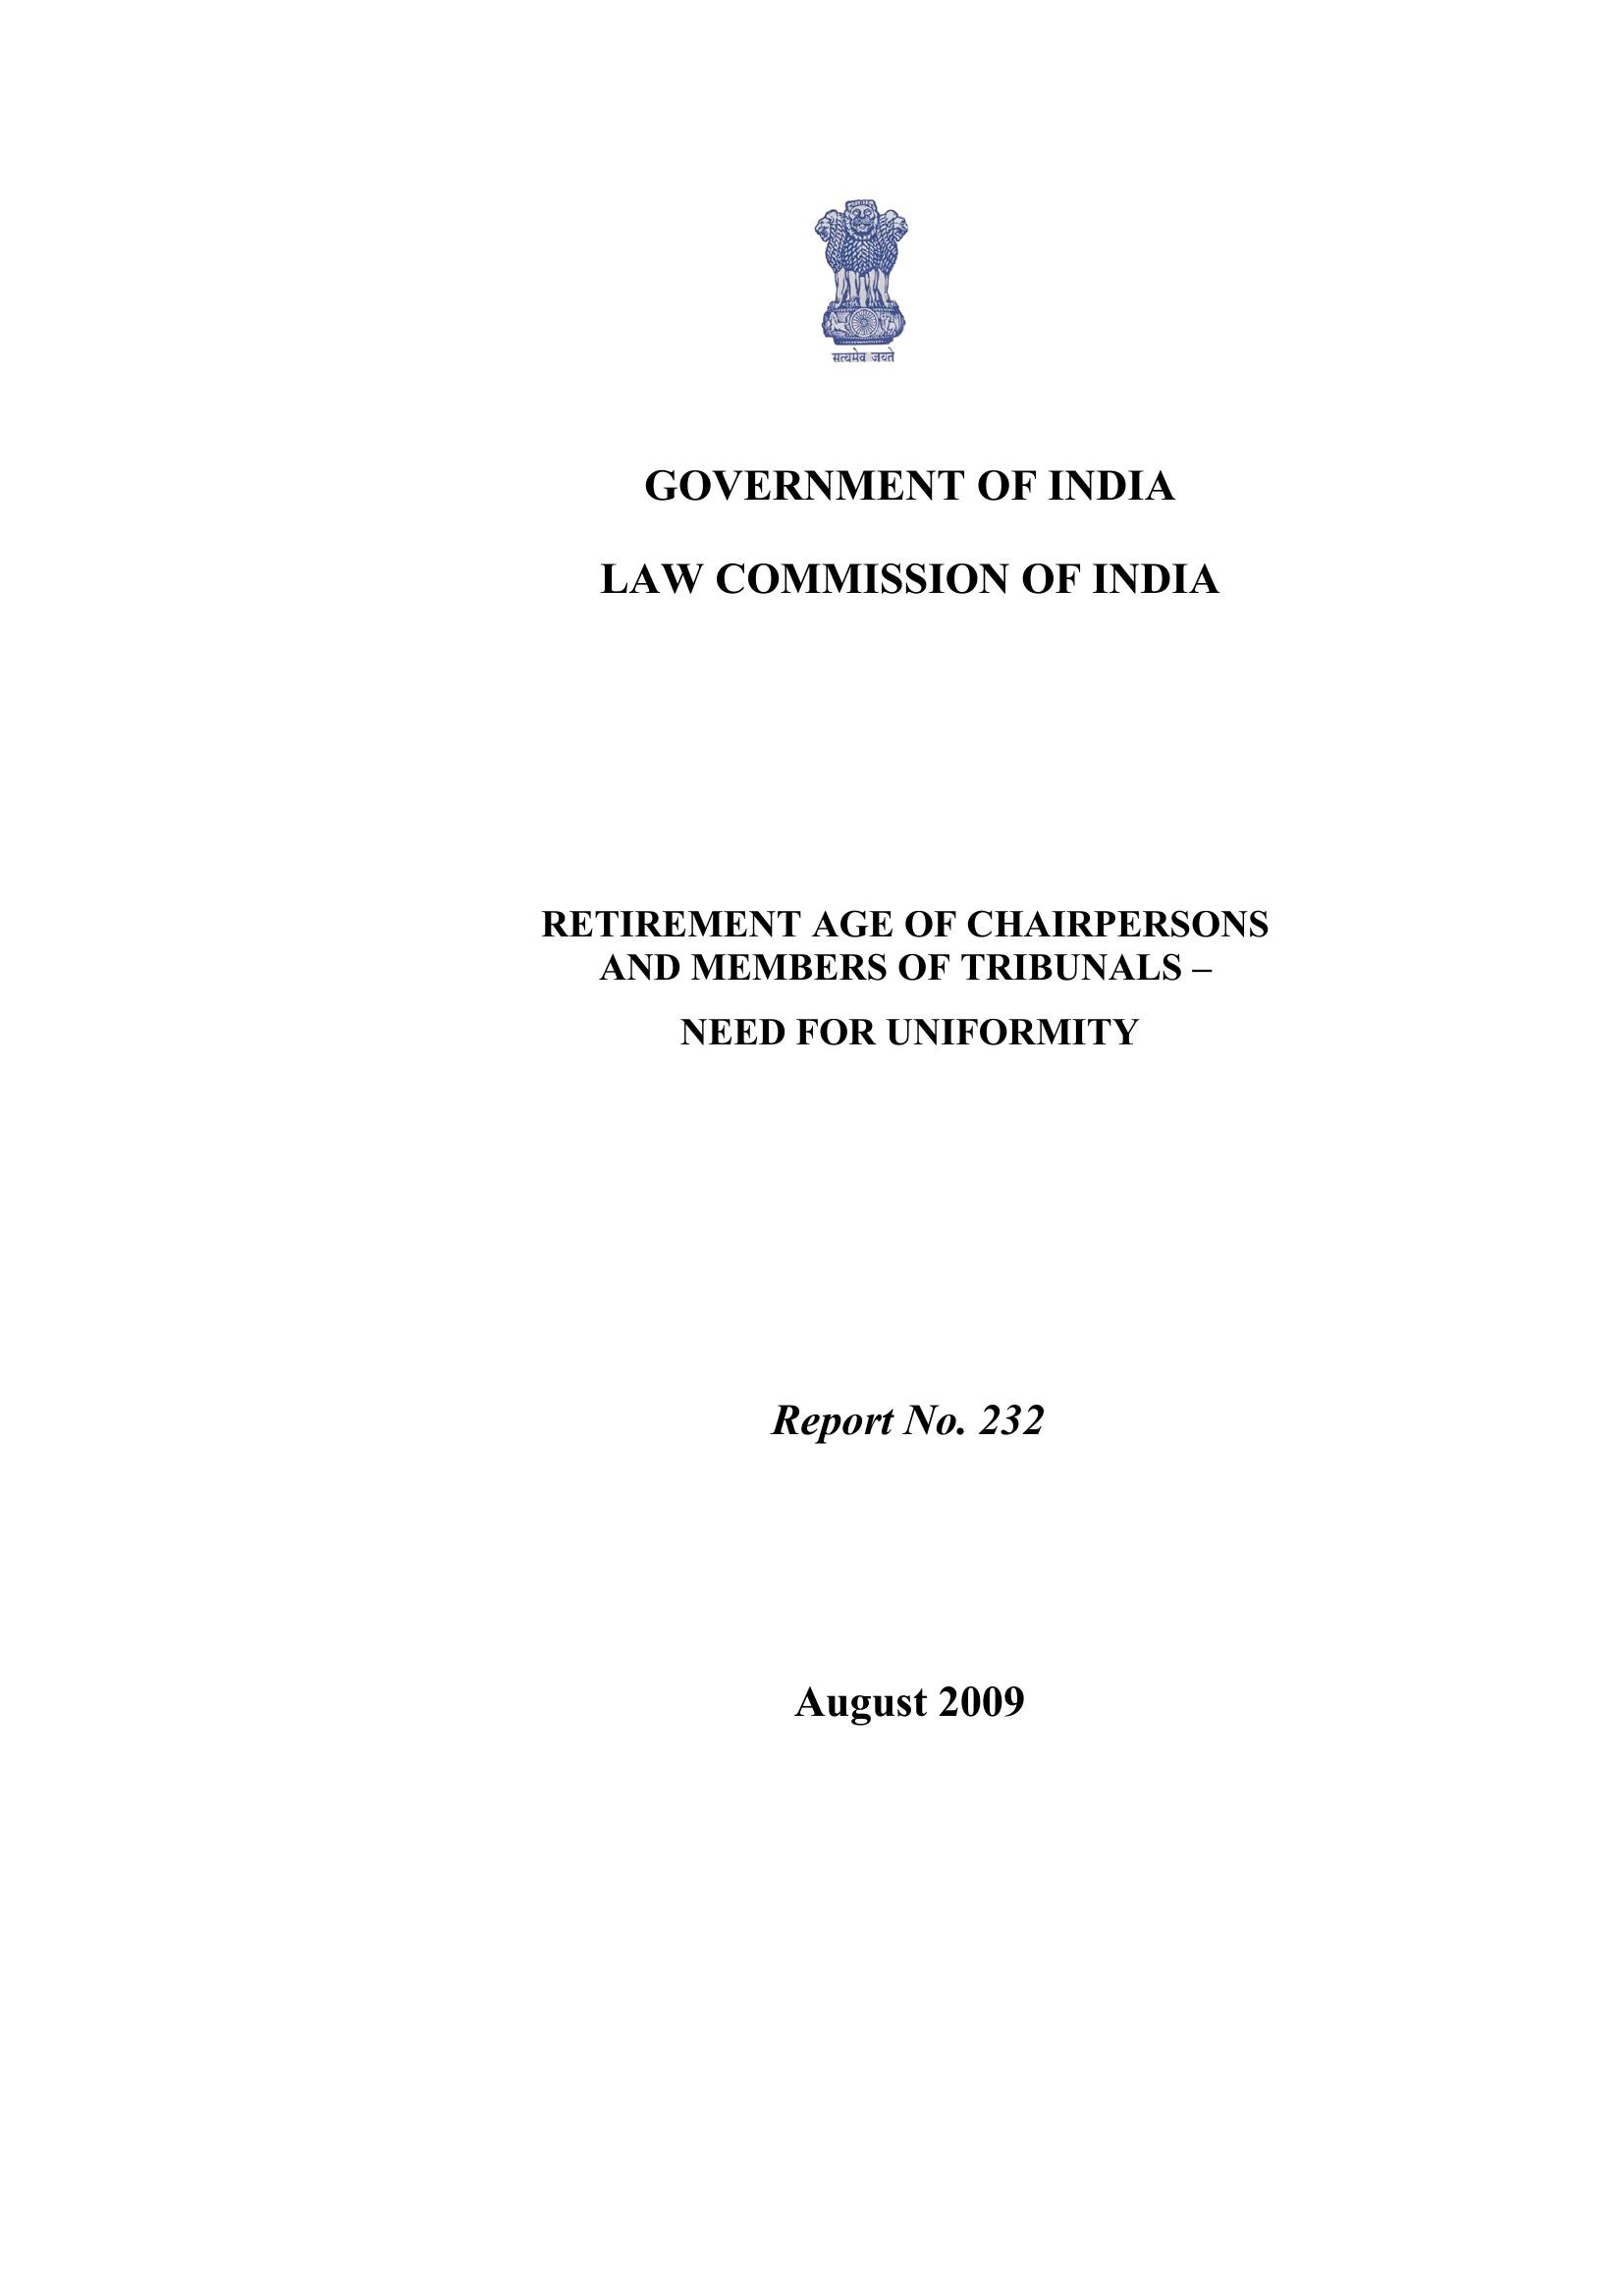 सत्यमेव जयते
GOVERNMENT OF INDIA
LAW COMMISSION OF INDIA
RETIREMENT AGE OF CHAIRPERSONS
AND MEMBERS OF TRIBUNALS –
NEED FOR UNIFORMITY
Report No. 232
August 2009